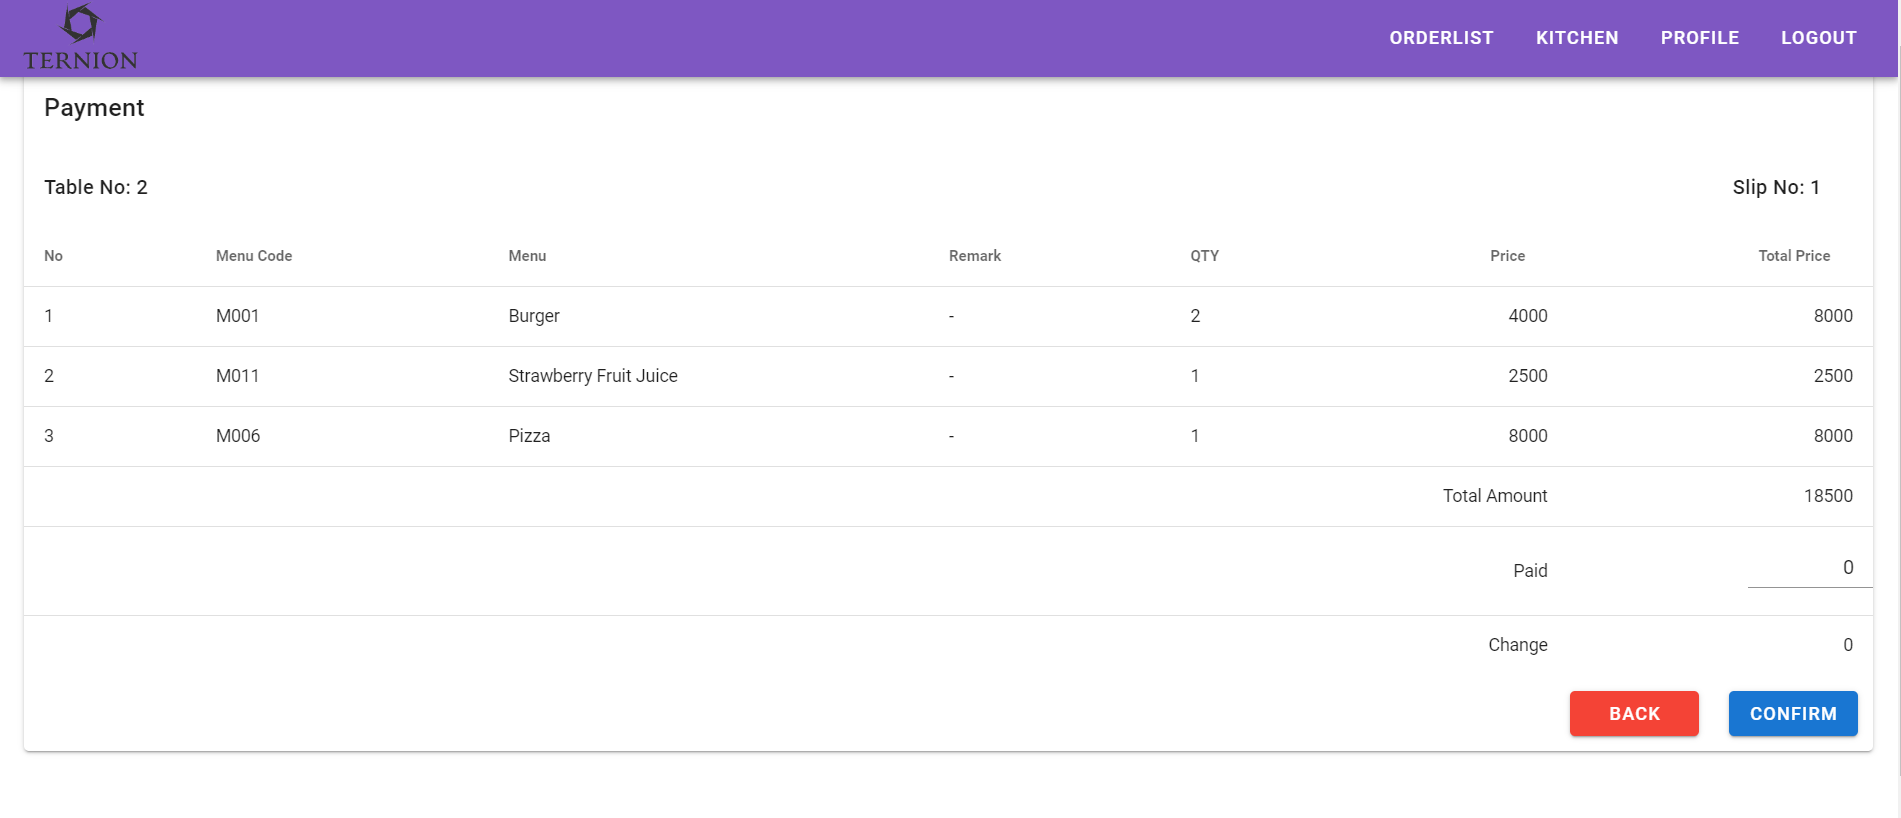 TERNION
ORDERLIST KITCHEN PROFILE LOGOUT
Payment
Table No: 2 Slip No: 1
No Menu Code Menu Remark QTY Price Total Price
1 M001 Burger - 2 4000 8000
2 M011 Strawberry Fruit Juice - 1 2500 2500
3 M006 Pizza - 1 8000 8000
Total Amount 18500
Paid 0
Change 0
BACK CONFIRM